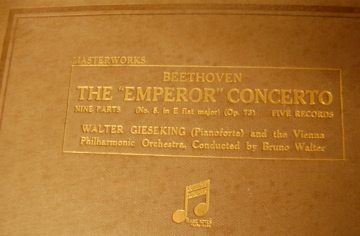 MASTERWORKS
BEETHOVEN
THE "EMPEROR" CONCERTO
NINE PARTS (No. 5, in E flat major) (Op. 73) FIVE RECORDS
WALTER GIESEKING (Pianoforte) and the Vienna
Philharmonic Orchestra, Conducted by Bruno Walter